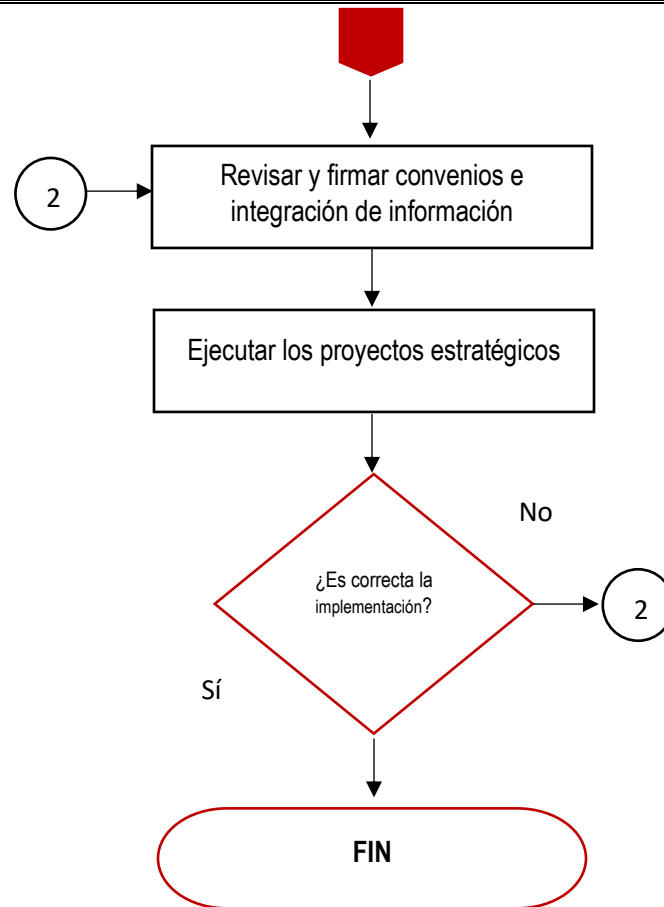 2
Revisar y firmar convenios e
integración de información
Ejecutar los proyectos estratégicos
No
¿Es correcta la
implementación?
2
Sí
FIN